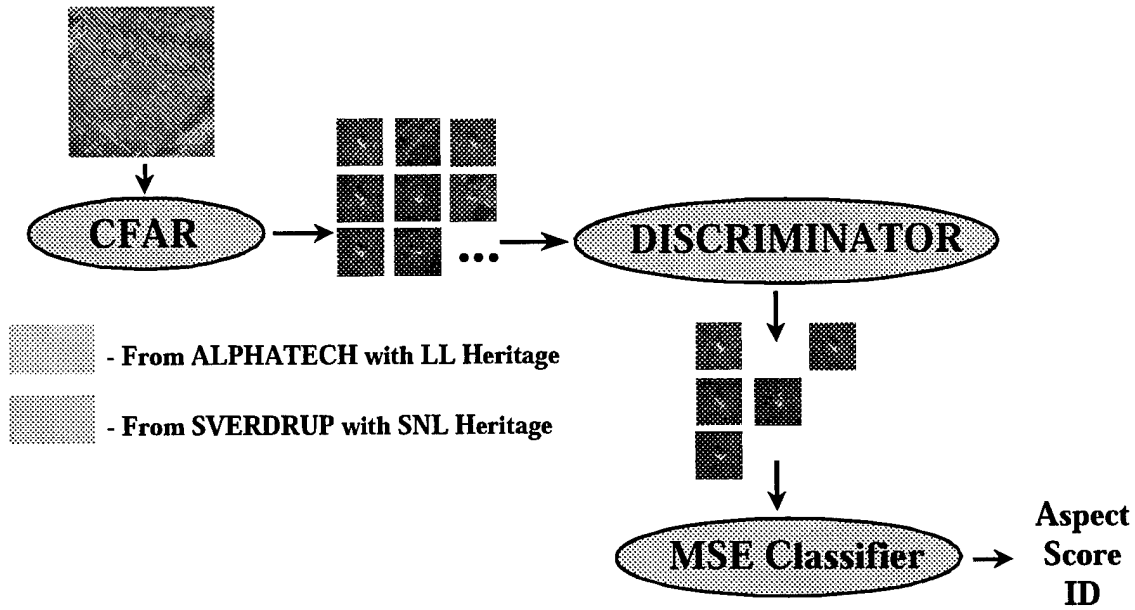 CFAR
•••
DISCRIMINATOR
- From ALPHATECH with LL Heritage
- From SVERDRUP with SNL Heritage
MSE Classifier
Aspect
Score
ID